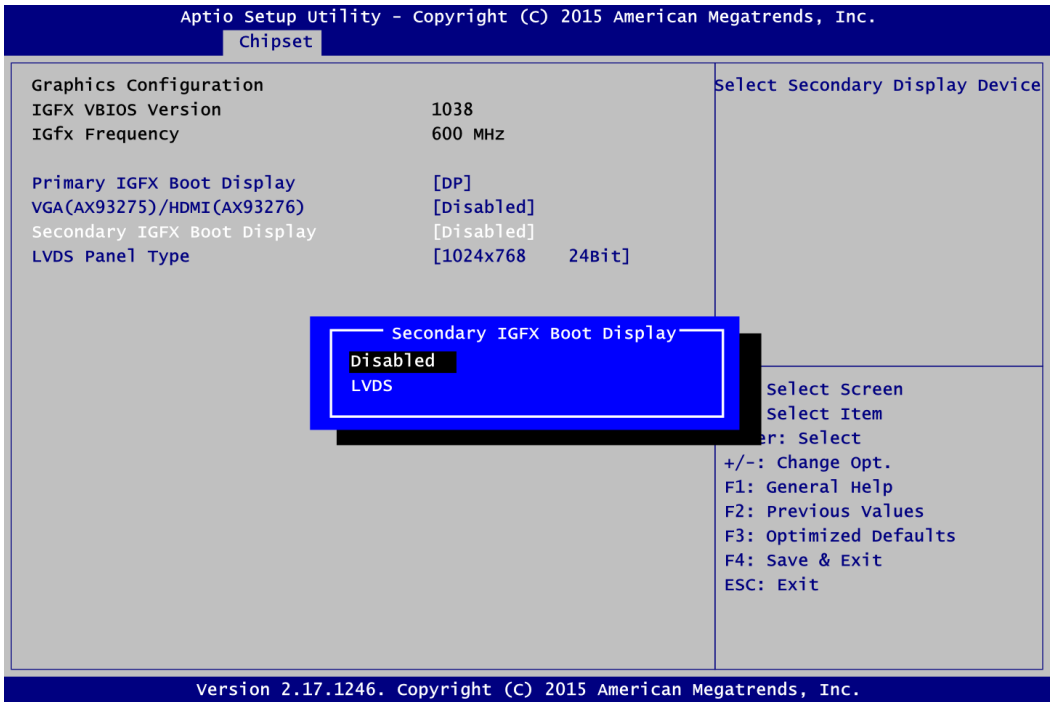 Aptio Setup Utility - Copyright (C) 2015 American Megatrends, Inc.
Chipset
Graphics Configuration
IGFX VBIOS Version 1038
IGfx Frequency 600 MHz
Primary IGFX Boot Display [DP]
VGA(AX93275)/HDMI(AX93276) [Disabled]
Secondary IGFX Boot Display [Disabled]
LVDS Panel Type [1024x768 24Bit]
Secondary IGFX Boot Display
Disabled
LVDS
Select Secondary Display Device
Select Screen
Select Item
er: Select
+/-: Change Opt.
F1: General Help
F2: Previous Values
F3: Optimized Defaults
F4: Save & Exit
ESC: Exit
Version 2.17.1246. Copyright (C) 2015 American Megatrends, Inc.